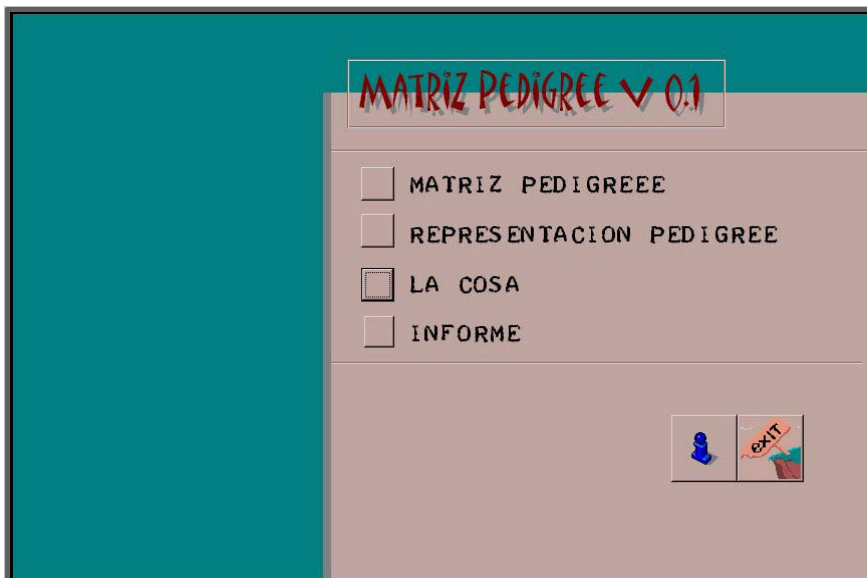 MATRIZ PEDIGREE V 0.1
MATRIZ PEDIGREEE
REPRESENTACION PEDIGREE
LA COSA
INFORME
EXIT